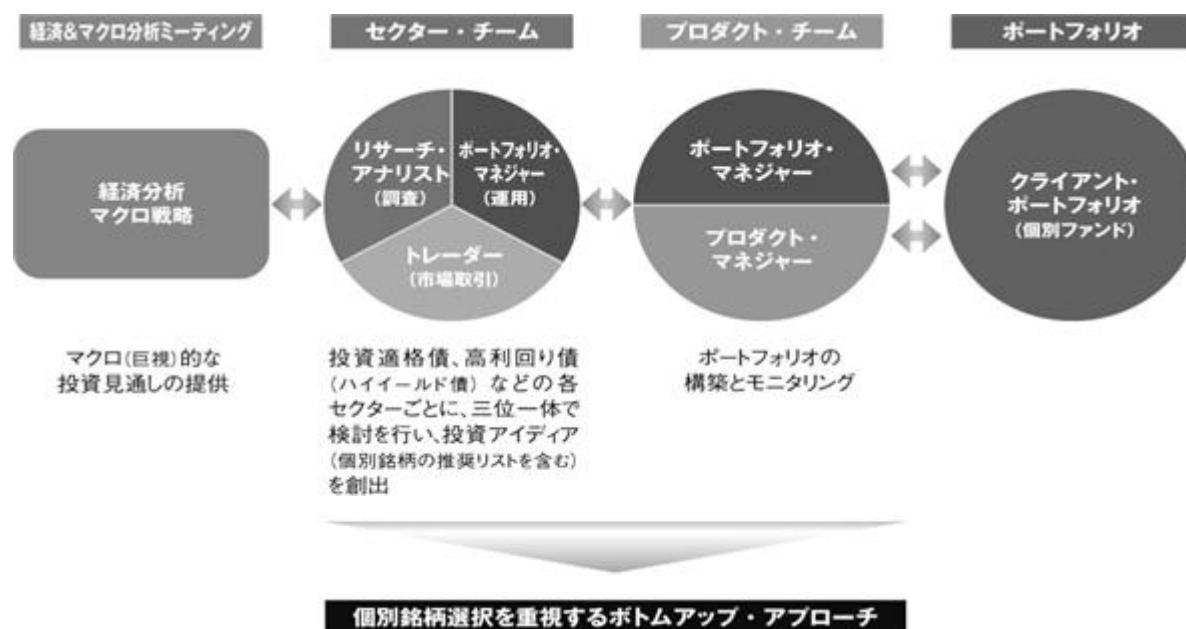 経済&マクロ分析ミーティング
セクター・チーム
プロダクト・チーム
ポートフォリオ
経済分析
マクロ戦略
リサーチ・
アナリスト
(調査)
ポートフォリオ・
マネジャー
(運用)
トレーダー
(市場取引)
ポートフォリオ・
マネジャー
プロダクト・
マネジャー
クライアント・
ポートフォリオ
(個別ファンド)
マクロ(巨視)的な
投資見通しの提供
投資適格債、高利回り債
(ハイイールド債)などの各
セクターごとに、三位一体で
検討を行い、投資アイディア
(個別銘柄の推奨リストを含む)
を創出
ポートフォリオの
構築とモニタリング
個別銘柄選択を重視するボトムアップ・アプローチ